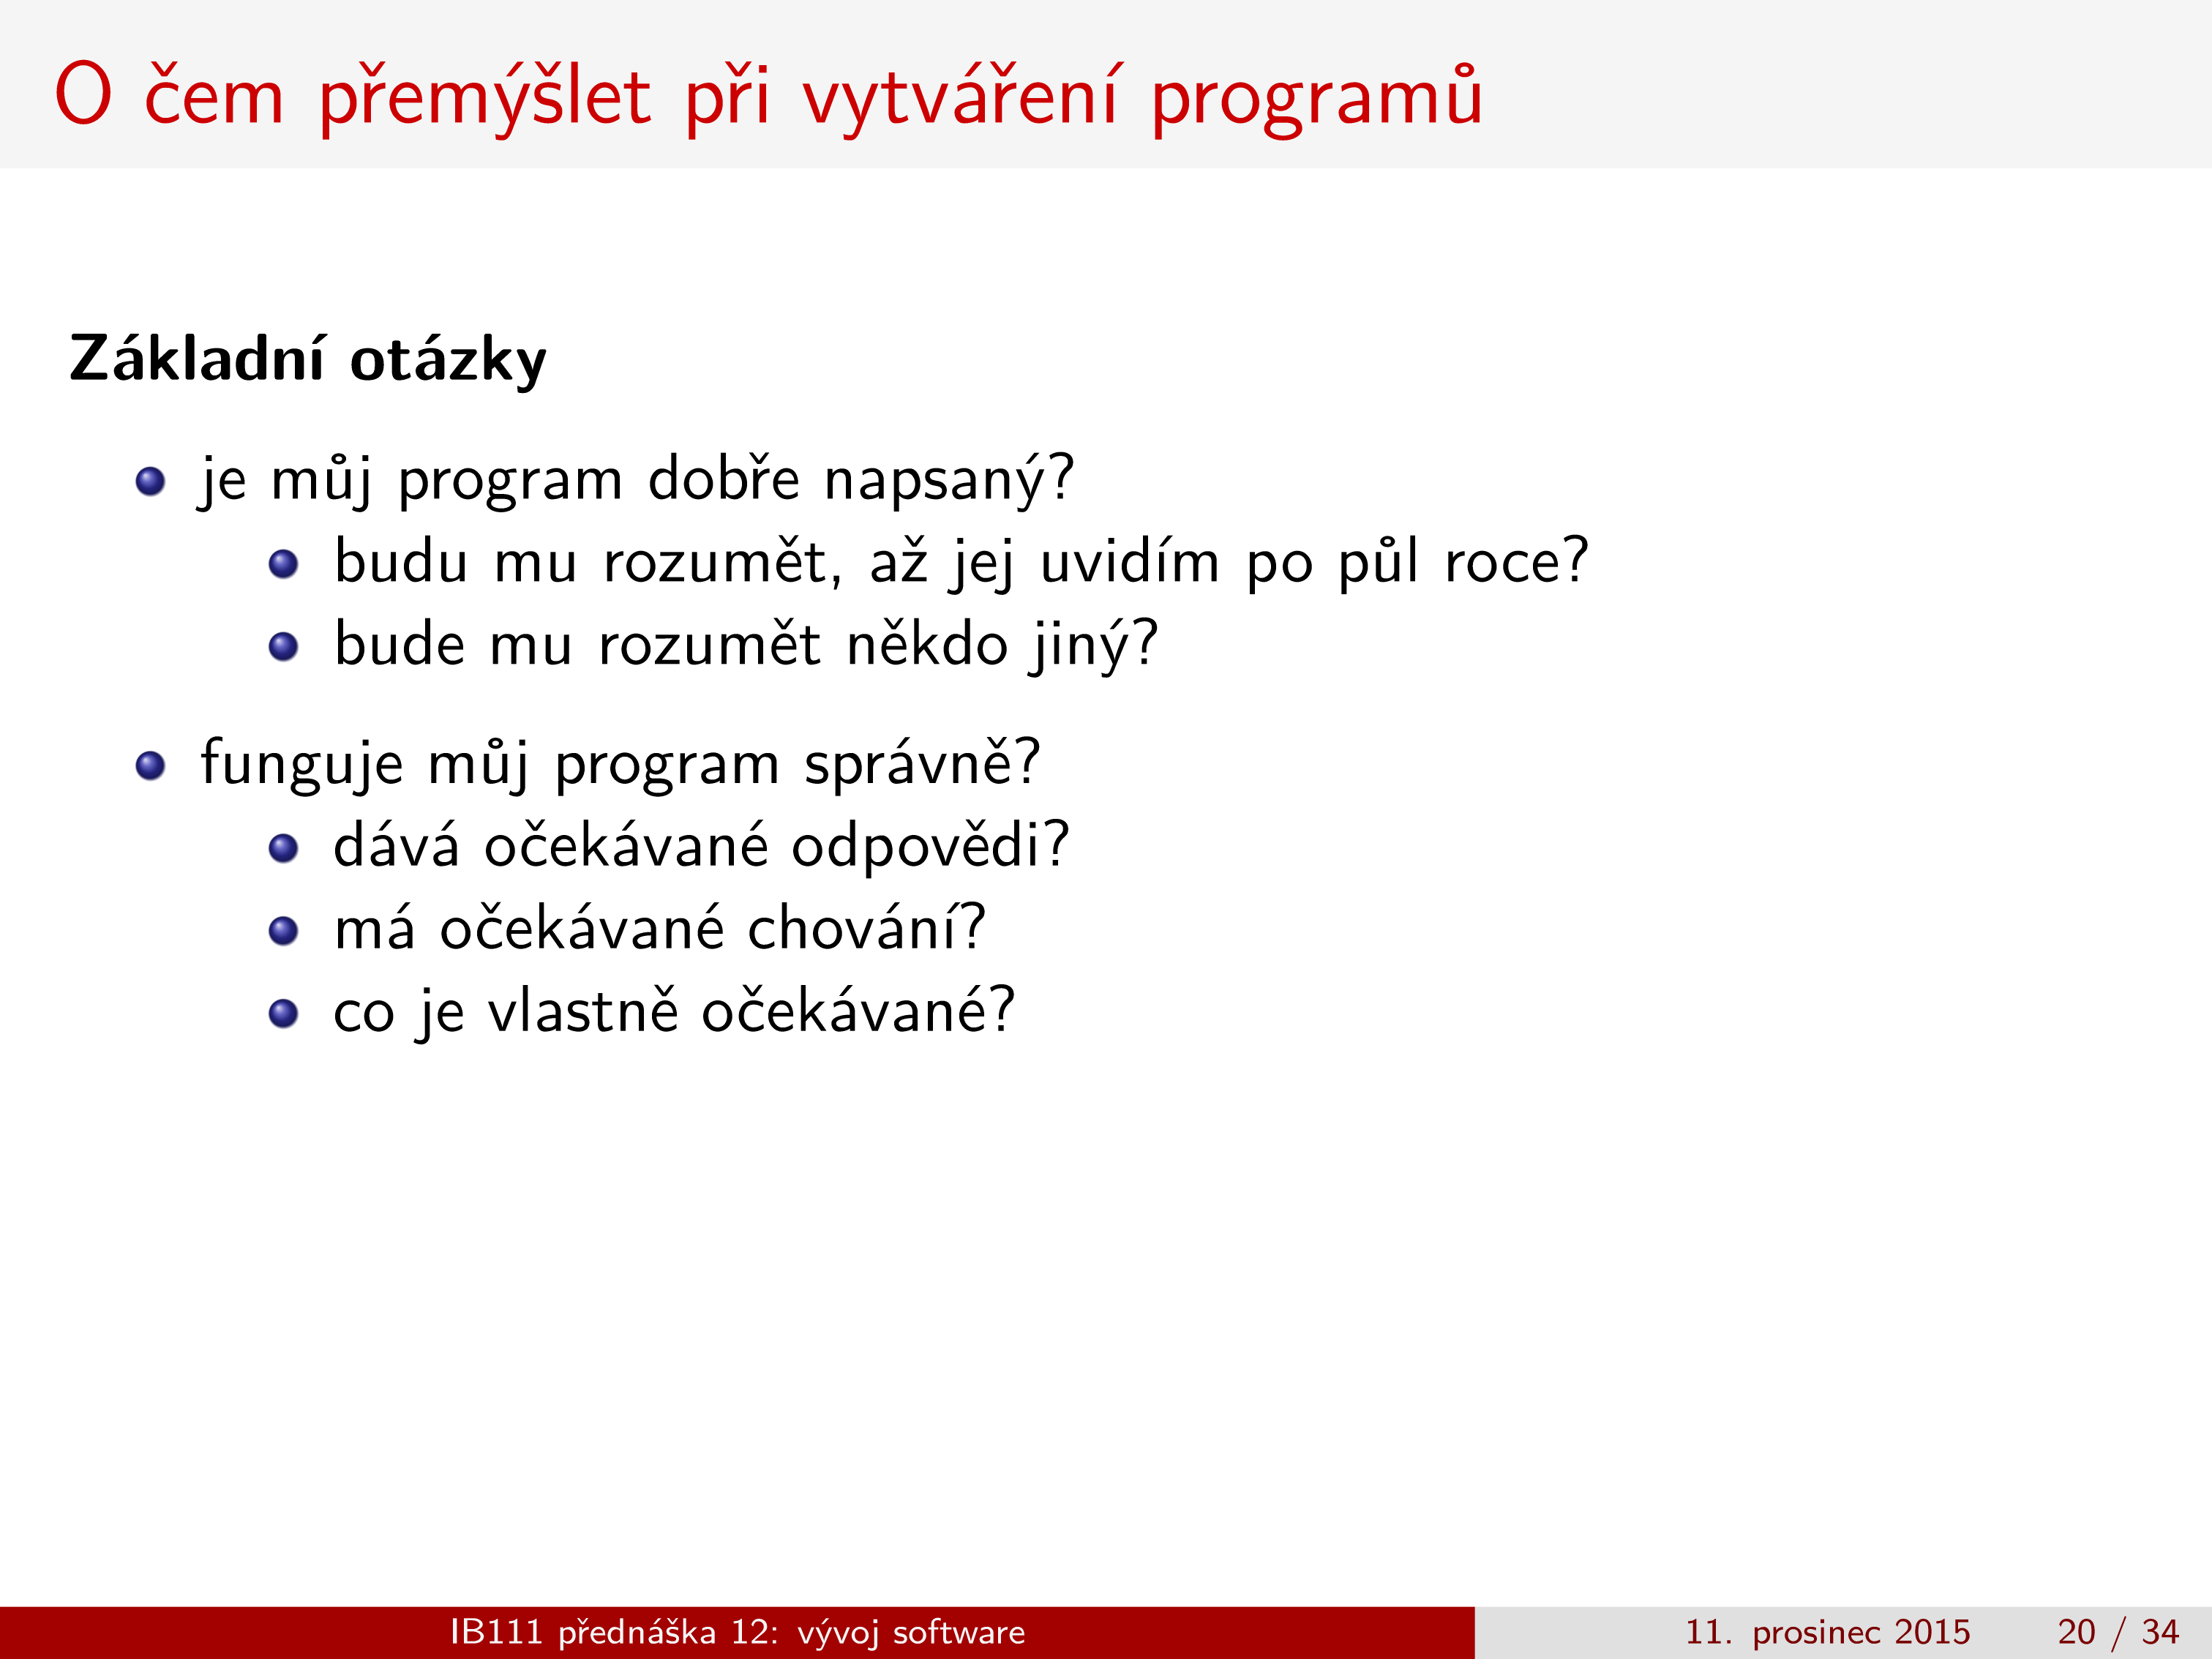 O čem přemýšlet při vytváření programů
Základní otázky
je můj program dobře napsaný?
budu mu rozumět, až jej uvidím po půl roce?
bude mu rozumět někdo jiný?
funguje můj program správně?
dává očekávané odpovědi?
má očekávané chování?
co je vlastně očekávané?
IB111 přednáška 12: vývoj software
11. prosinec 2015
20 / 34